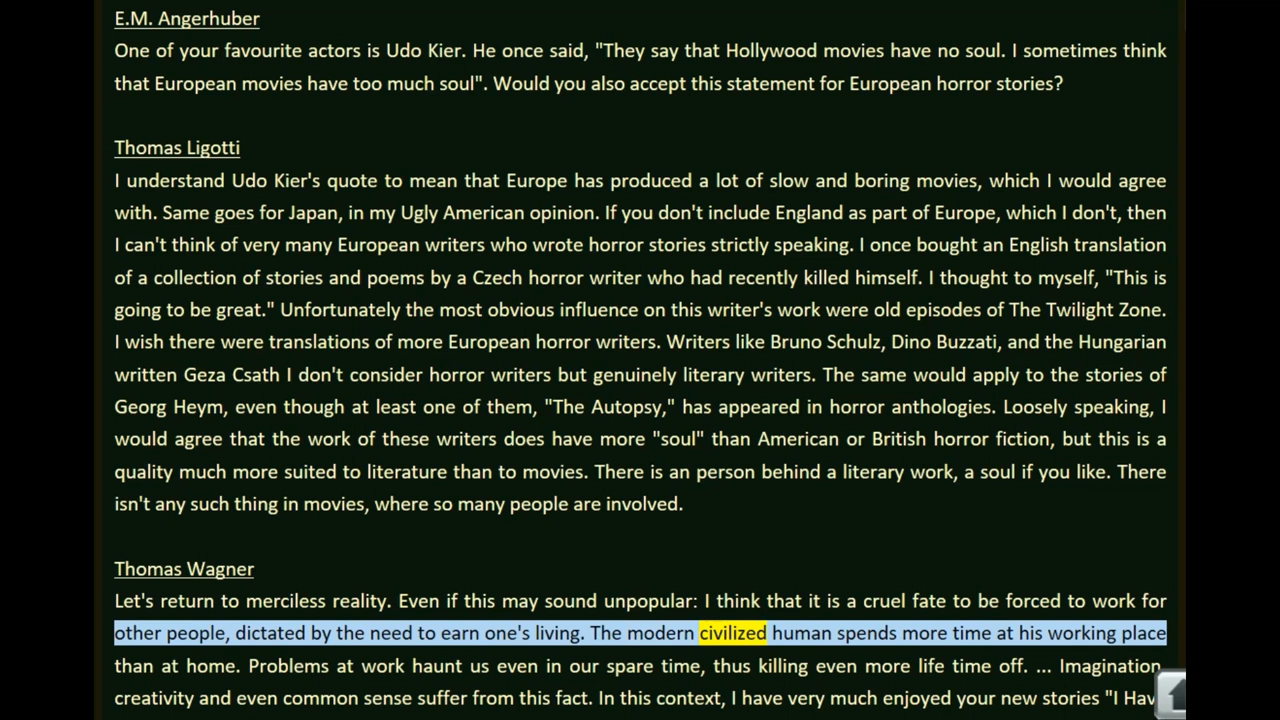 E.M. Angerhuber
One of your favourite actors is Udo Kier. He once said, "They say that Hollywood movies have no soul. I sometimes think
that European movies have too much soul". Would you also accept this statement for European horror stories?
Thomas Ligotti
I understand Udo Kier's quote to mean that Europe has produced a lot of slow and boring movies, which I would agree
with. Same goes for Japan, in my Ugly American opinion. If you don't include England as part of Europe, which I don't, then
I can't think of very many European writers who wrote horror stories strictly speaking. I once bought an English translation
of a collection of stories and poems by a Czech horror writer who had recently killed himself. I thought to myself, "This is
going to be great." Unfortunately the most obvious influence on this writer's work were old episodes of The Twilight Zone.
I wish there were translations of more European horror writers. Writers like Bruno Schulz, Dino Buzzati, and the Hungarian
written Geza Csath I don't consider horror writers but genuinely literary writers. The same would apply to the stories of
Georg Heym, even though at least one of them, "The Autopsy," has appeared in horror anthologies. Loosely speaking, I
would agree that the work of these writers does have more "soul" than American or British horror fiction, but this is a
quality much more suited to literature than to movies. There is an person behind a literary work, a soul if you like. There
isn't any such thing in movies, where so many people are involved.
Thomas Wagner
Let's return to merciless reality. Even if this may sound unpopular: I think that it is a cruel fate to be forced to work for
other people, dictated by the need to earn one's living. The modern civilized human spends more time at his working place
than at home. Problems at work haunt us even in our spare time, thus killing even more life time off. ... Imagination,
creativity and even common sense suffer from this fact. In this context, I have very much enjoyed your new stories "I Hav